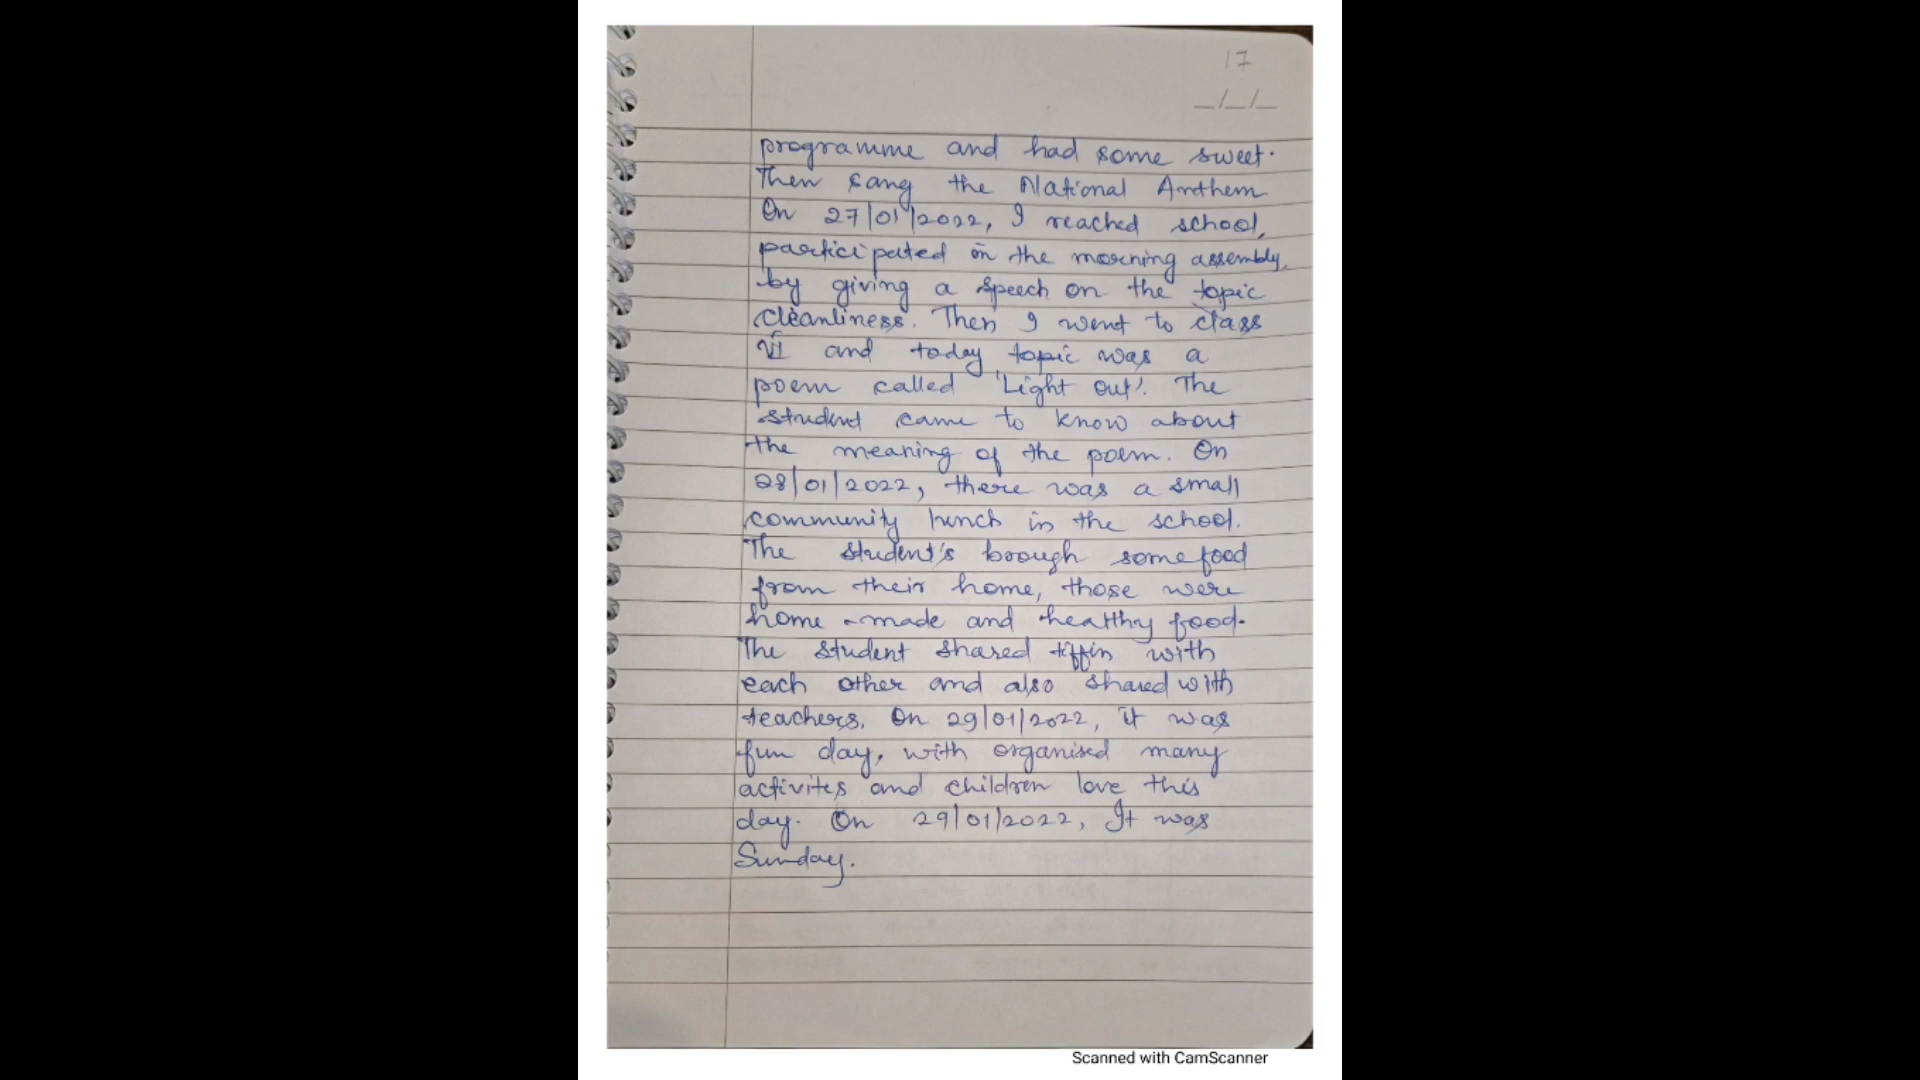 17
_/_/_
programme and had some sweet.
Then sang the National Anthem
On 27/01/2022, I reached school,
participated in the morning assembly,
by giving a speech on the topic
cleanliness. Then I went to class
VI and today topic was a
poem called 'Light out'. The
student came to know about
the meaning of the poem. On
28/01/2022, there was a small
community lunch in the school.
The student's brough some food
from their home, those were
home-made and healthy food.
The student shared tiffin with
each other and also shared with
teachers. On 29/01/2022, it was
fun day, with organised many
activites and children love this
day. On 29/01/2022, It was
Sunday.
Scanned with CamScanner